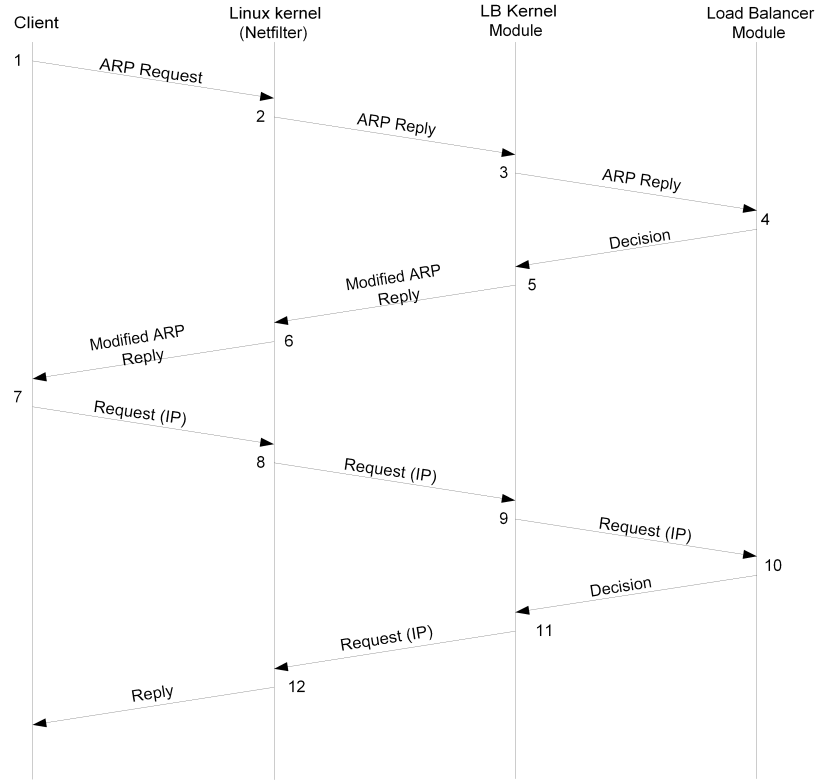 Client
Linux kernel
(Netfilter)
LB Kernel
Module
Load Balancer
Module
1
ARP Request
2
ARP Reply
3
ARP Reply
4
Decision
5
Modified ARP
Reply
6
Modified ARP
Reply
7
Request (IP)
8
Request (IP)
9
Request (IP)
10
Decision
11
Request (IP)
12
Reply